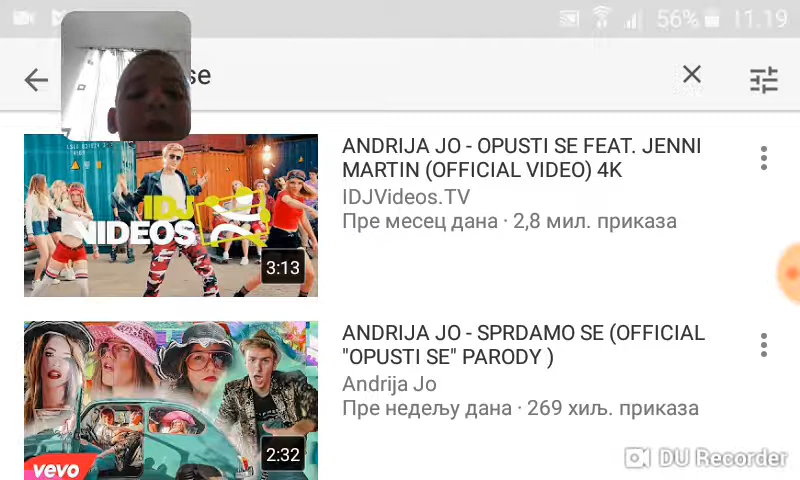 56% 11.19
se
ANDRIJA JO - OPUSTI SE FEAT. JENNI
MARTIN (OFFICIAL VIDEO) 4K
IDJVideos.TV
Пре месец дана · 2,8 мил. приказа
IDJ
VIDEOS
3:13
ANDRIJA JO - SPRDAMO SE (OFFICIAL
"OPUSTI SE" PARODY )
Andrija Jo
Пре недељу дана · 269 хиљ. приказа
vevo
2:32
DU Recorder